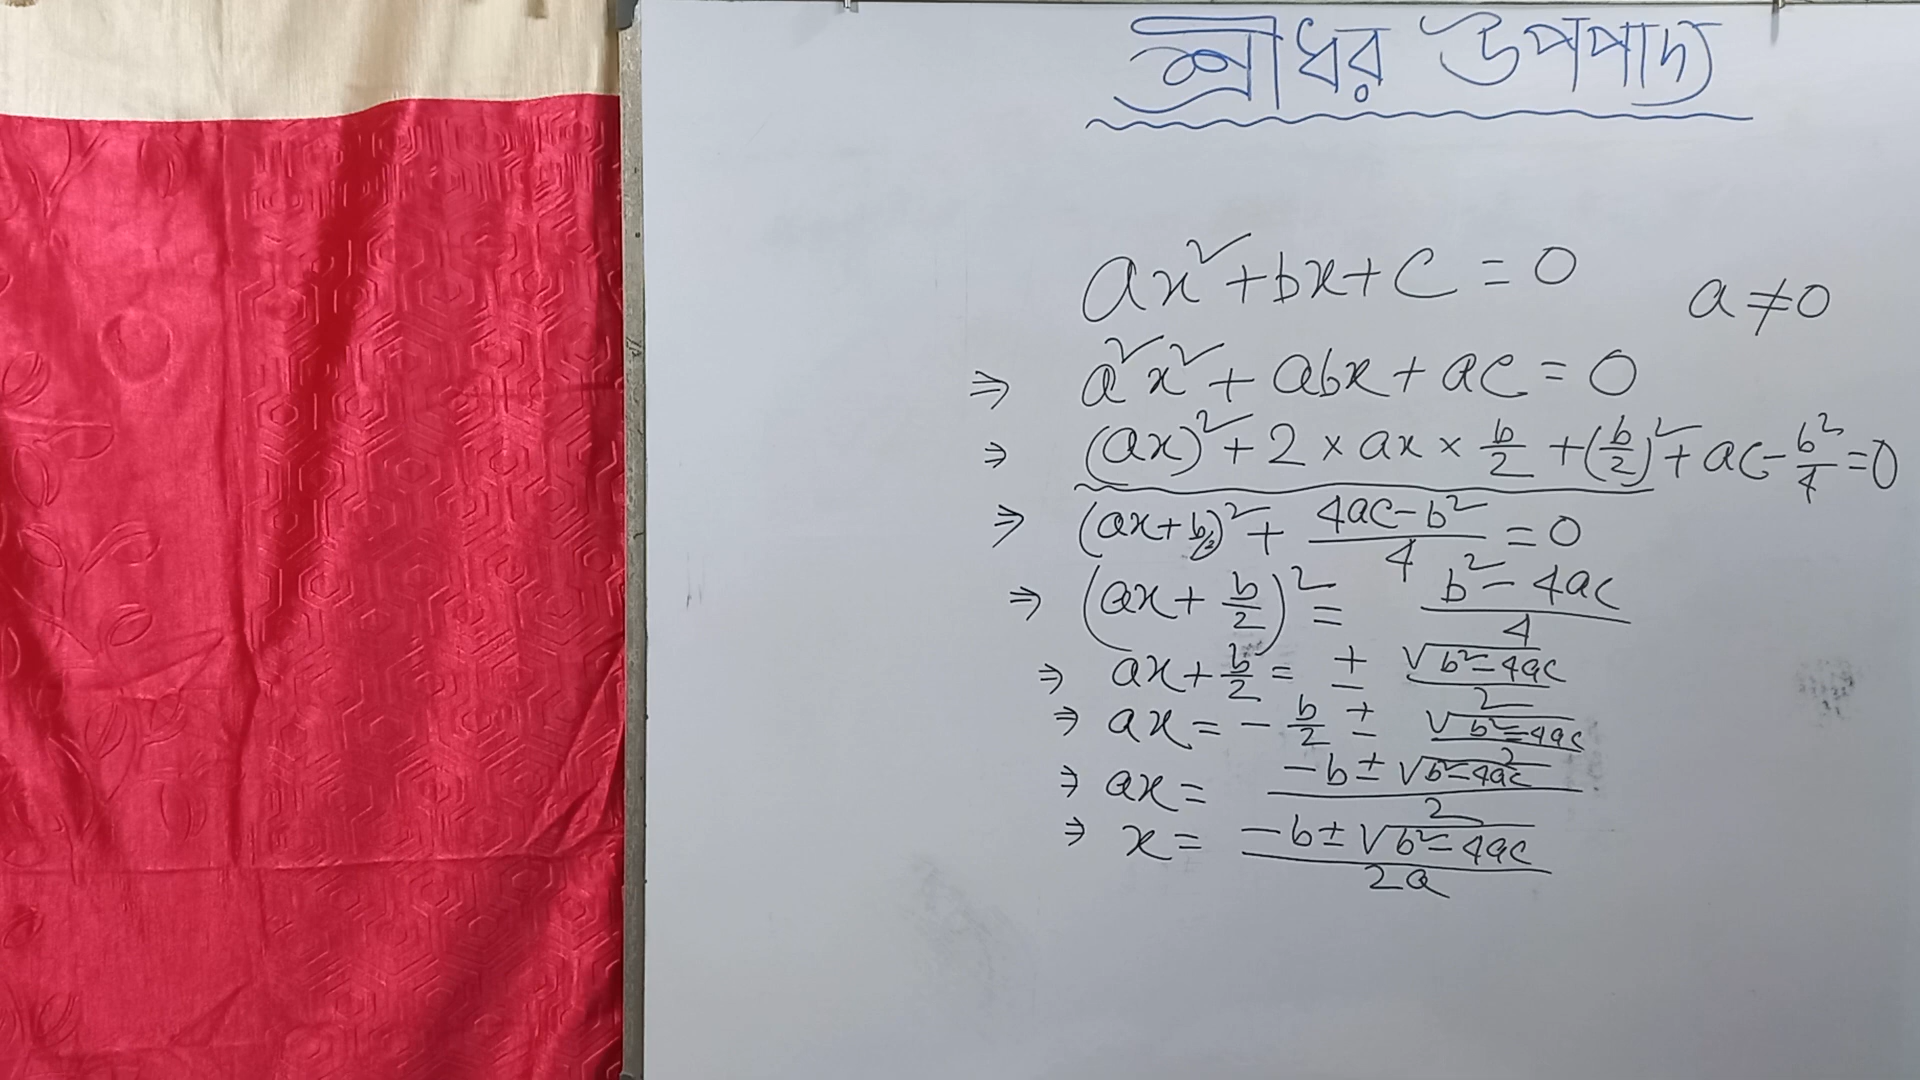 শ্রীধর উপপাদ্য
ax² + bx + c = 0    a ≠ 0
⇒ a²x² + abx + ac = 0
⇒ (ax)² + 2 × ax × b/2 + (b/2)² + ac - b²/4 = 0
⇒ (ax + b/2)² + (4ac - b²)/4 = 0
⇒ (ax + b/2)² = (b² - 4ac)/4
⇒ ax + b/2 = ± √(b² - 4ac)/2
⇒ ax = - b/2 ± √(b² - 4ac)/2
⇒ ax = (-b ± √(b² - 4ac))/2
⇒ x = (-b ± √(b² - 4ac))/2a